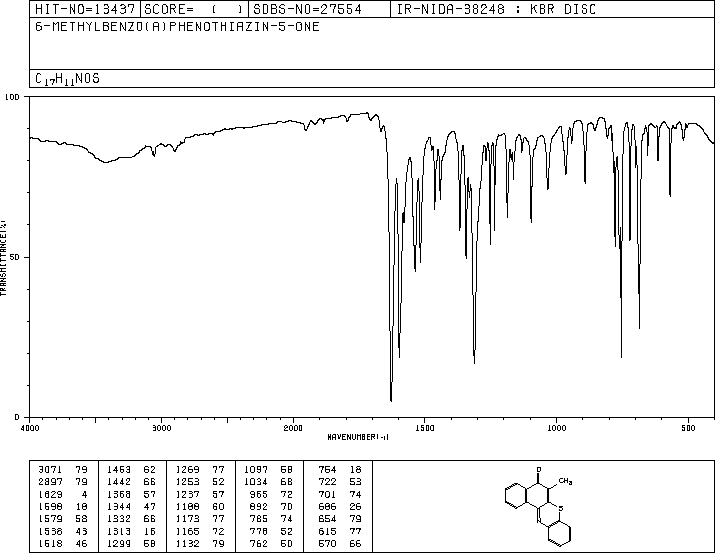 HIT-NO=13437 SCORE= ( ) SDBS-NO=27554 IR-NIDA-38248 : KBR DISC
6-METHYLBENZO(A)PHENOTHIAZIN-5-ONE
C17H11NOS
100
50
0
TRANSMITTANCE(%)
4000 3000 2000 1500 1000 500
WAVENUMBER(-1)
3071 79 1463 62 1269 77 1097 58 754 18
2897 79 1442 66 1253 52 1034 68 722 53
1629 4 1368 57 1237 57 965 72 701 74
1598 18 1344 47 1188 60 892 70 686 26
1579 58 1332 66 1173 77 785 74 654 79
1538 43 1313 16 1165 72 778 52 615 77
1518 46 1299 58 1132 79 762 50 570 66
O
CH3
S
N